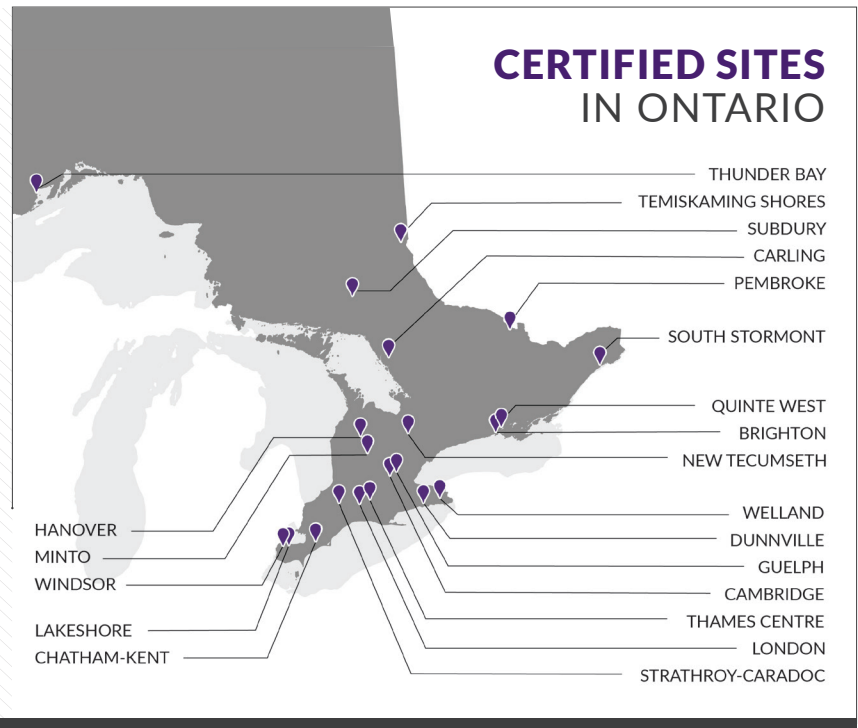 CERTIFIED SITES
IN ONTARIO
THUNDER BAY
TEMISKAMING SHORES
SUBDURY
CARLING
PEMBROKE
SOUTH STORMONT
QUINTE WEST
BRIGHTON
NEW TECUMSETH
WELLAND
DUNNVILLE
GUELPH
CAMBRIDGE
THAMES CENTRE
LONDON
STRATHROY-CARADOC
HANOVER
MINTO
WINDSOR
LAKESHORE
CHATHAM-KENT